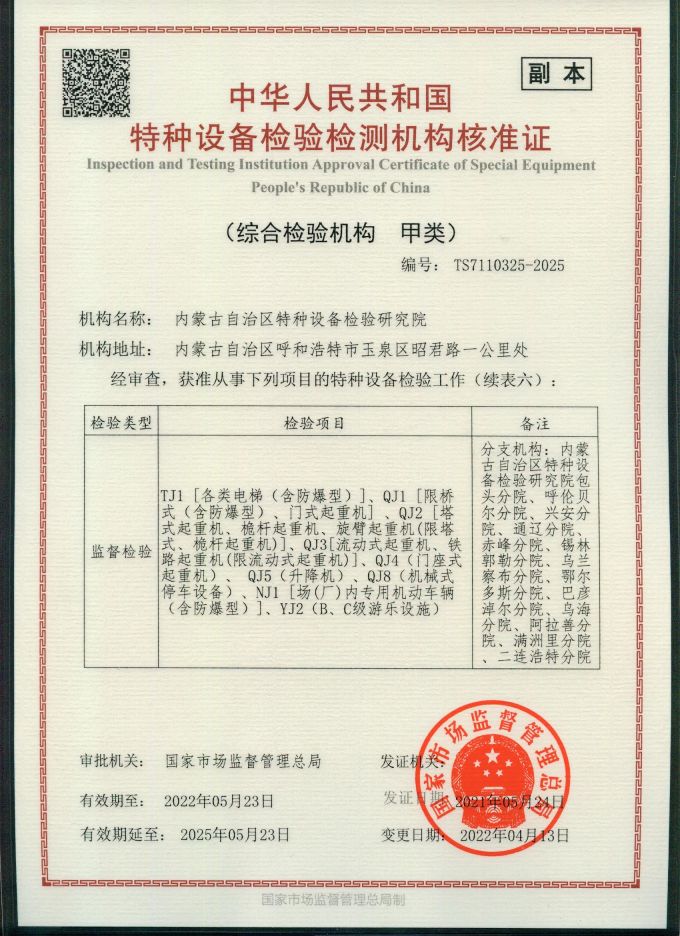 副 本
中华人民共和国
特种设备检验检测机构核准证
Inspection and Testing Institution Approval Certificate of Special Equipment
People's Republic of China
（综合检验机构 甲类）
编号： TS7110325-2025
机构名称： 内蒙古自治区特种设备检验研究院
机构地址： 内蒙古自治区呼和浩特市玉泉区昭君路一公里处
经审查，获准从事下列项目的特种设备检验工作（续表六）：
检验类型 检验项目 备注
监督检验
TJ1 [各类电梯（含防爆型）]、QJ1 [限桥
式（含防爆型）、门式起重机] 、QJ2 [塔
式起重机、桅杆起重机、旋臂起重机(限塔
式、桅杆起重机)]、QJ3[流动式起重机、铁
路起重机(限流动式起重机)]、QJ4（门座式
起重机）、 QJ5（升降机）、QJ8（机械式
停车设备）、NJ1 [场(厂)内专用机动车辆
（含防爆型）]、YJ2（B、C级游乐设施）
分支机构：内蒙
古自治区特种设
备检验研究院包
头分院、呼伦贝
尔分院、兴安分
院、通辽分院、
赤峰分院、锡林
郭勒分院、乌兰
察布分院、鄂尔
多斯分院、巴彦
淖尔分院、乌海
分院、阿拉善分
院、满洲里分院
、二连浩特分院
审批机关： 国家市场监督管理总局 发证机关：
有效期至： 2022年05月23日 发证日期： 2021年05月24日
有效期延至： 2025年05月23日 变更日期： 2022年04月13日
国家市场监督管理总局
国家市场监督管理总局制